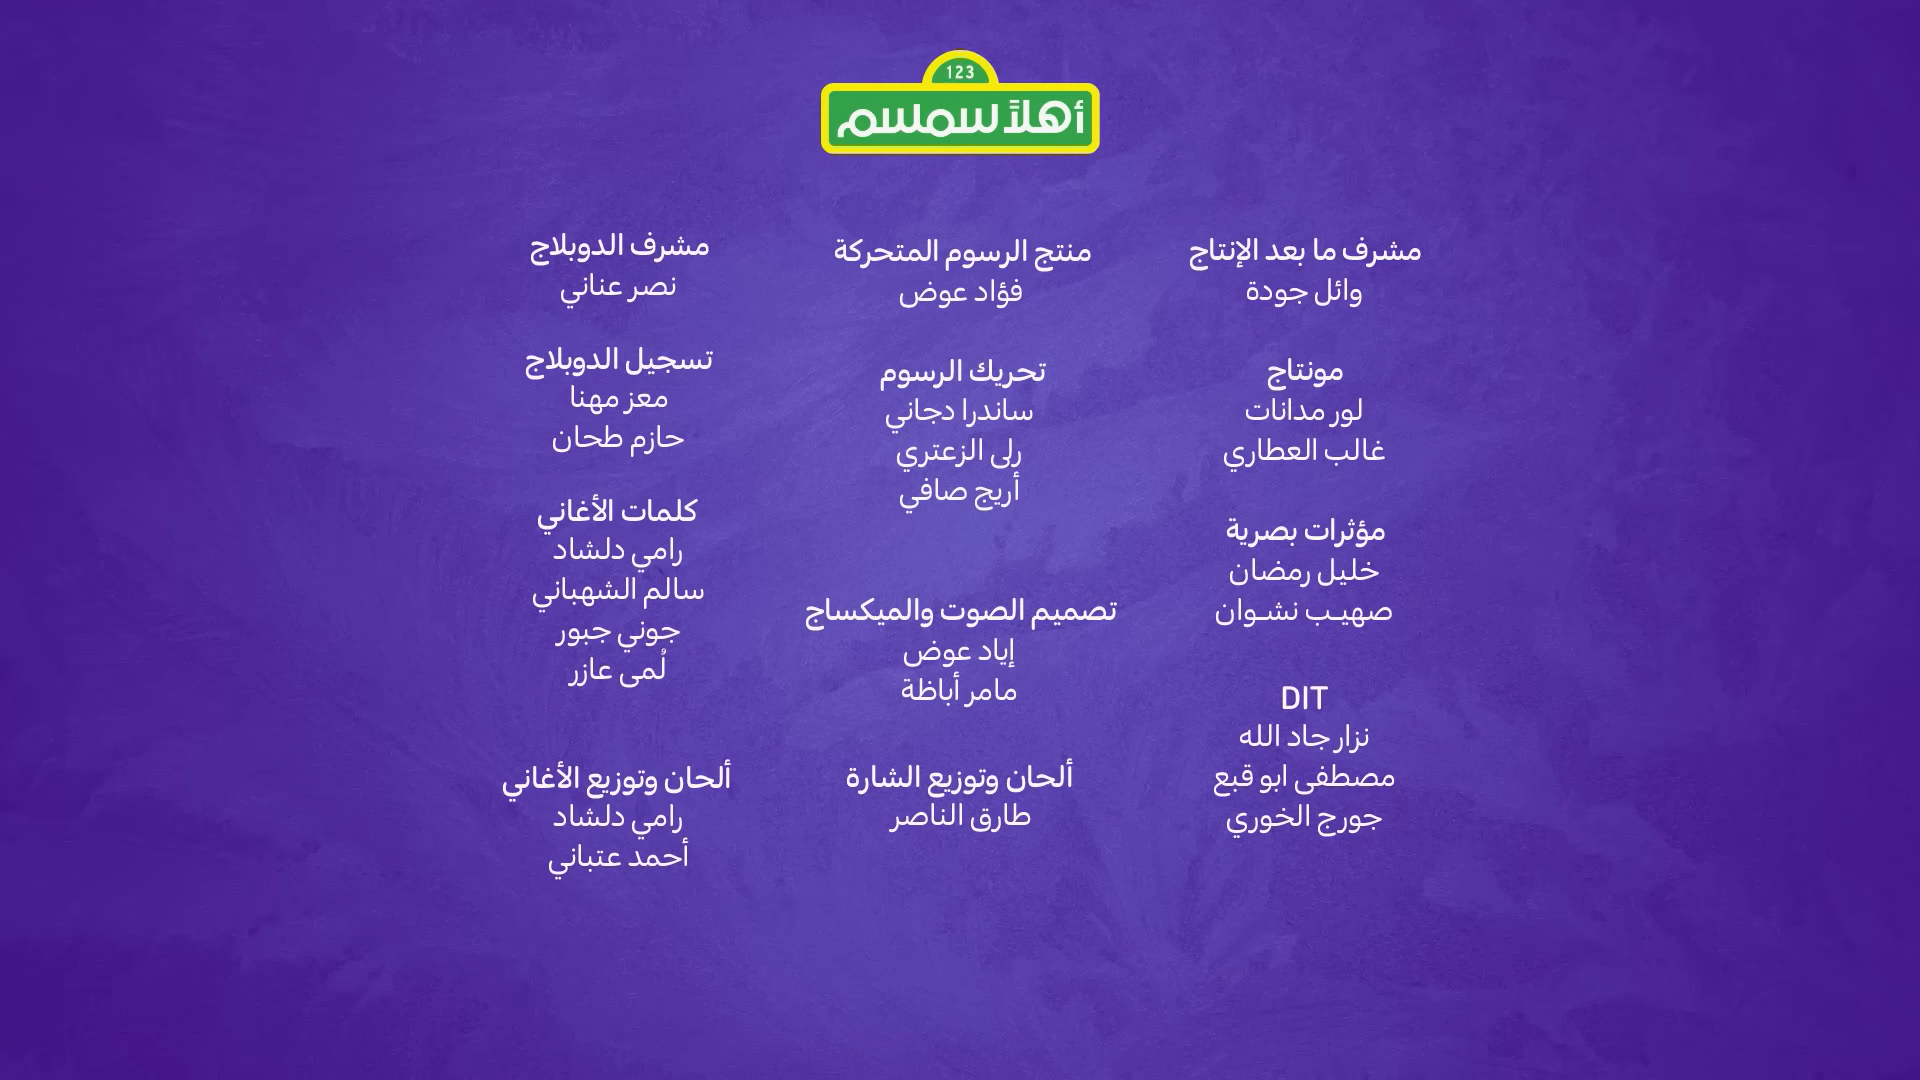 123
أهلاً سمسم
مشرف ما بعد الإنتاج
وائل جودة
مونتاج
لور مدانات
غالب العطاري
مؤثرات بصرية
خليل رمضان
صهيب نشوان
DIT
نزار جاد الله
مصطفى ابو قبع
جورج الخوري
منتج الرسوم المتحركة
فؤاد عوض
تحريك الرسوم
ساندرا دجاني
رلى الزعتري
أريج صافي
تصميم الصوت والميكساج
إياد عوض
مامر أباظة
ألحان وتوزيع الشارة
طارق الناصر
مشرف الدوبلاج
نصر عناني
تسجيل الدوبلاج
معز مهنا
حازم طحان
كلمات الأغاني
رامي دلشاد
سالم الشهباني
جوني جبور
لُمى عازر
ألحان وتوزيع الأغاني
رامي دلشاد
أحمد عتباني